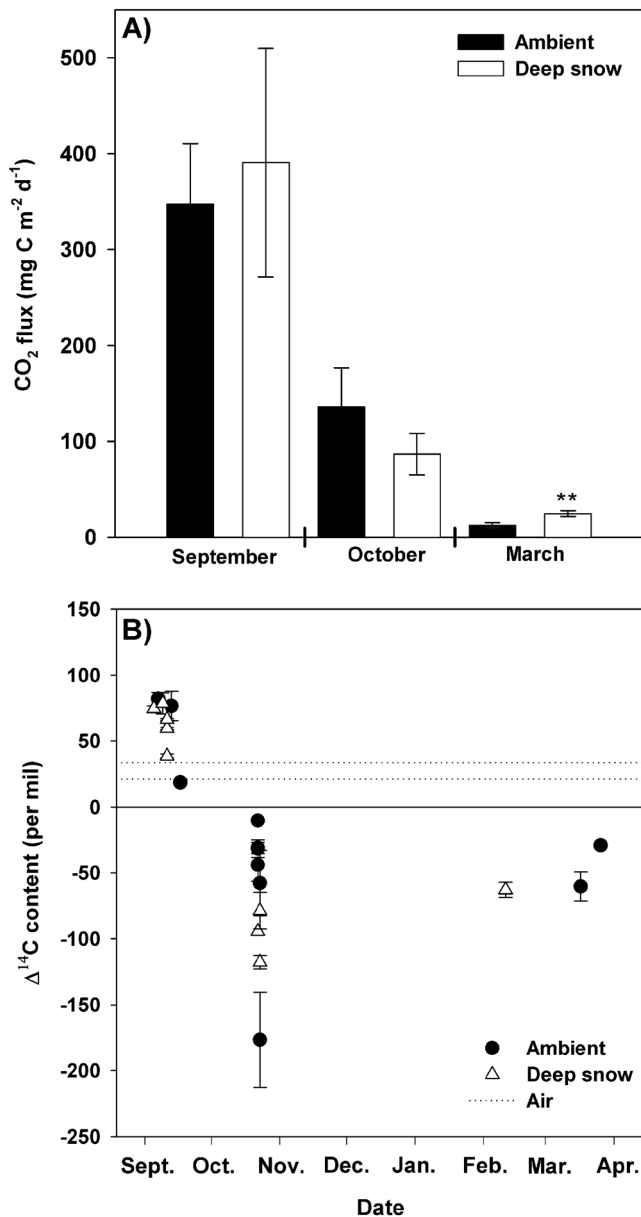 A)
Ambient
Deep snow
500
400
300
200
100
0
CO₂ flux (mg C m⁻² d⁻¹)
**
September October March
B)
150
100
50
0
-50
-100
-150
-200
-250
Δ¹⁴C content (per mil)
Ambient
Deep snow
Air
Sept. Oct. Nov. Dec. Jan. Feb. Mar. Apr.
Date